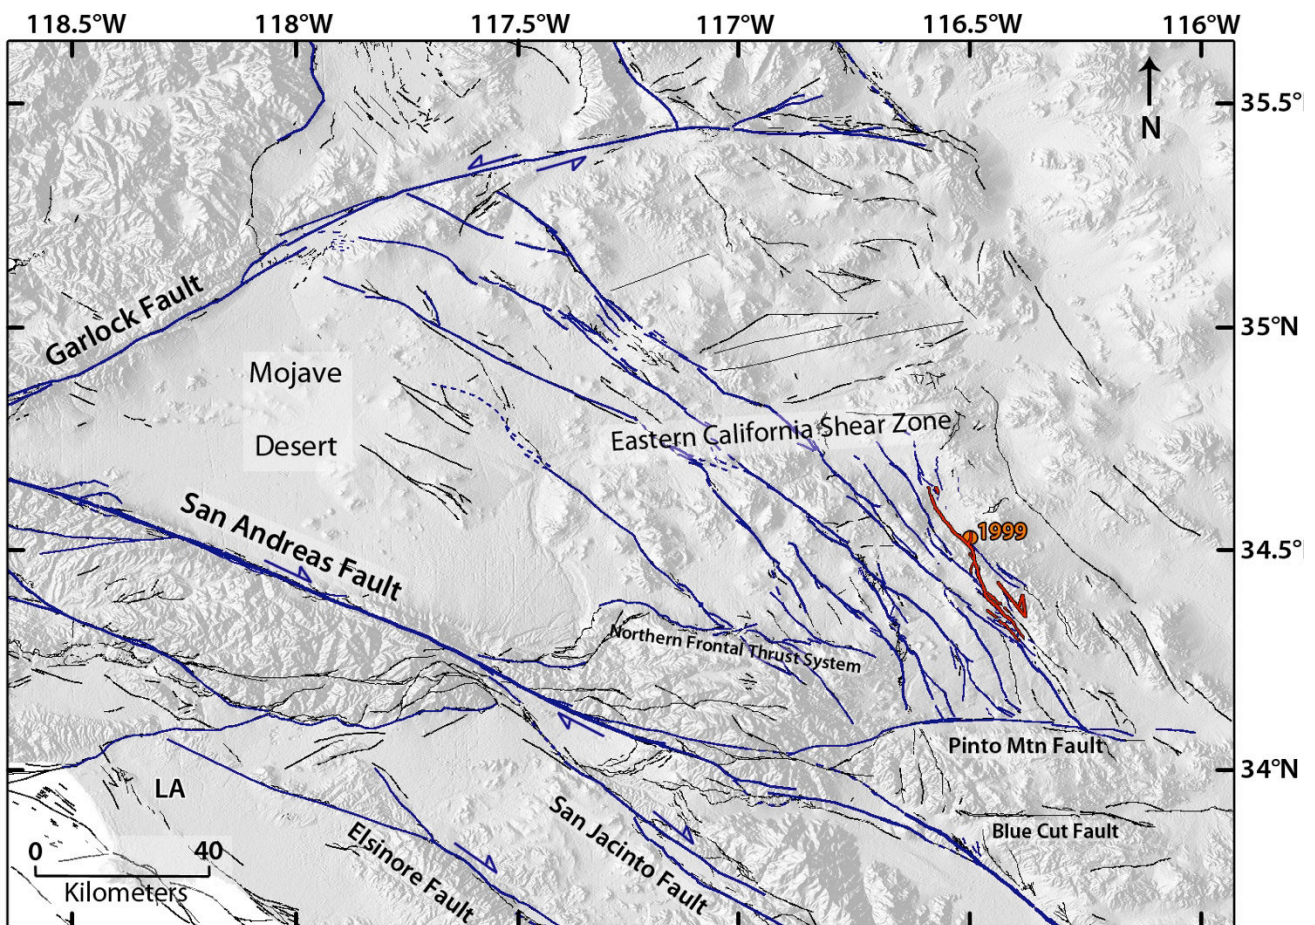 118.5°W 118°W 117.5°W 117°W 116.5°W 116°W
35.5°
N
Garlock Fault
35°N
Mojave
Desert
Eastern California Shear Zone
San Andreas Fault
1999
34.5°
Northern Frontal Thrust System
Pinto Mtn Fault
34°N
LA
Blue Cut Fault
0 40
Kilometers
Elsinore Fault
San Jacinto Fault